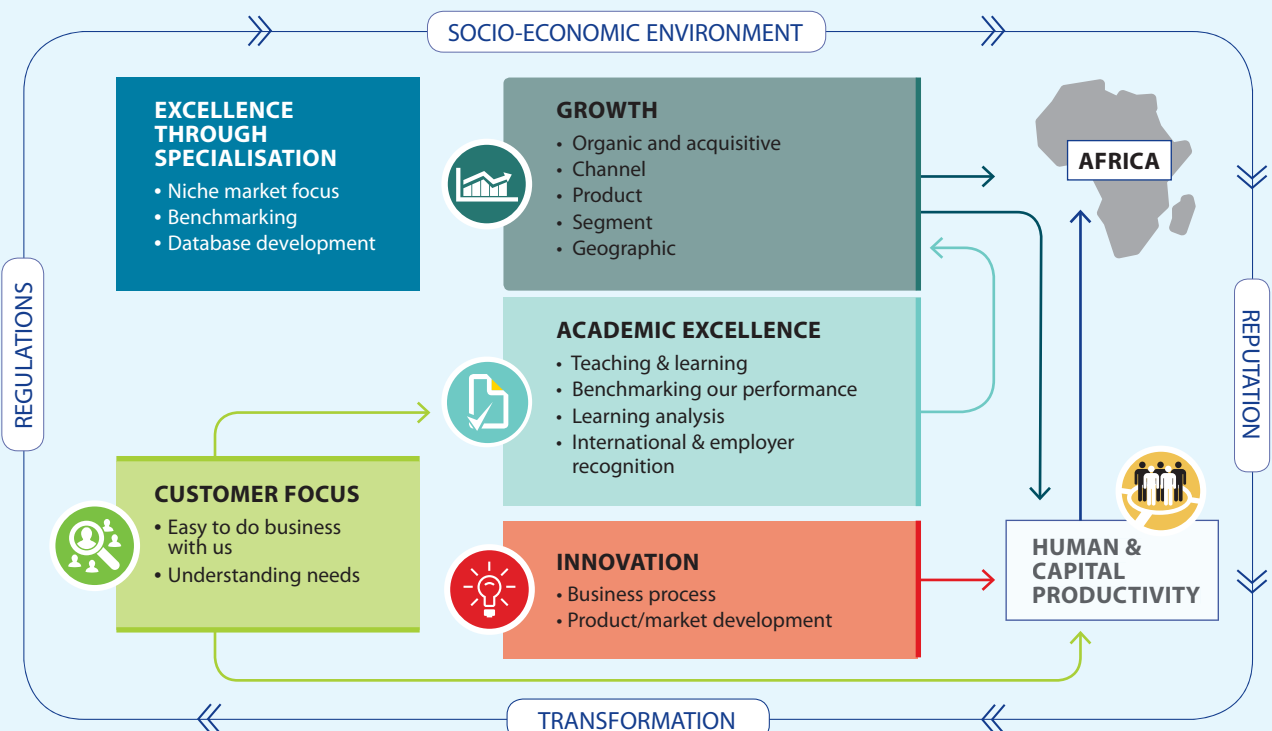 SOCIO-ECONOMIC ENVIRONMENT
EXCELLENCE
THROUGH
SPECIALISATION
• Niche market focus
• Benchmarking
• Database development
GROWTH
• Organic and acquisitive
• Channel
• Product
• Segment
• Geographic
AFRICA
REGULATIONS
REPUTATION
ACADEMIC EXCELLENCE
• Teaching & learning
• Benchmarking our performance
• Learning analysis
• International & employer
recognition
CUSTOMER FOCUS
• Easy to do business
with us
• Understanding needs
INNOVATION
• Business process
• Product/market development
HUMAN &
CAPITAL
PRODUCTIVITY
TRANSFORMATION